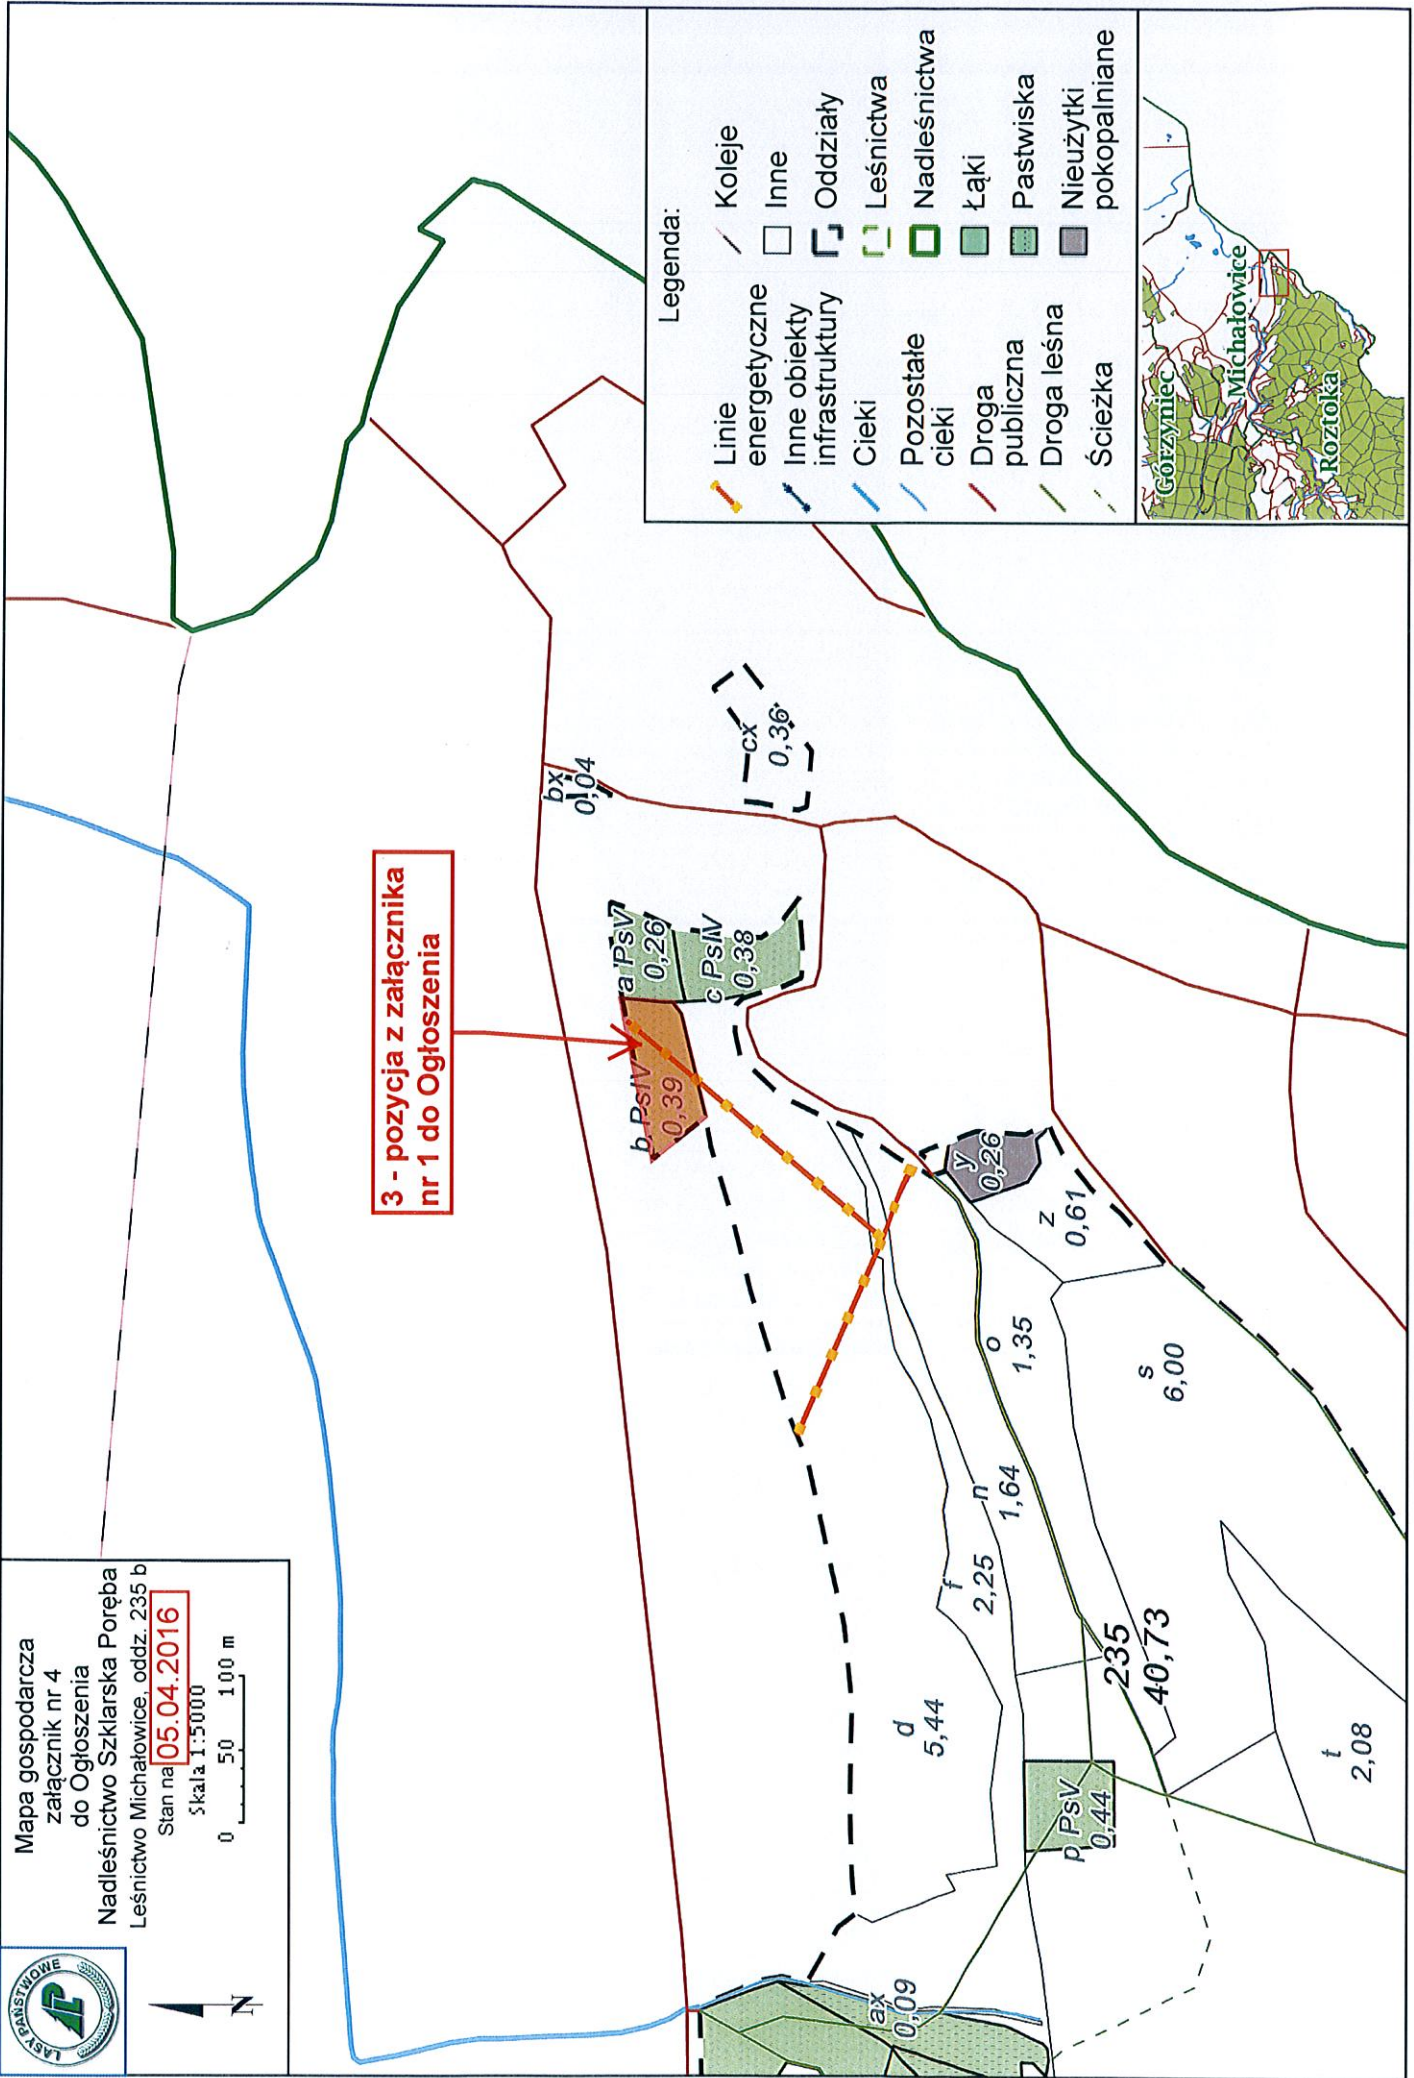 LASY PAŃSTWOWE
LP
N
Mapa gospodarcza
załącznik nr 4
do Ogłoszenia
Nadleśnictwo Szklarska Poręba
Leśnictwo Michałowice, oddz. 235 b
Stan na 05.04.2016
Skala 1:5000
0 50 100 m
3 - pozycja z załącznika
nr 1 do Ogłoszenia
bx
0,04
cx
0,36
a PsV
0,26
c PsIV
0,38
b PsIV
0,39
y
0,26
z
0,61
o
1,35
s
6,00
n
1,64
f
2,25
d
5,44
235
40,73
p PsV
0,44
t
2,08
ax
0,09
Legenda:
Linie
energetyczne
Inne obiekty
infrastruktury
Cieki
Pozostałe
cieki
Droga
publiczna
Droga leśna
Ścieżka
Koleje
Inne
Oddziały
Leśnictwa
Nadleśnictwa
Łąki
Pastwiska
Nieużytki
pokopalniane
Górzyniec
Michałowice
Roztoka